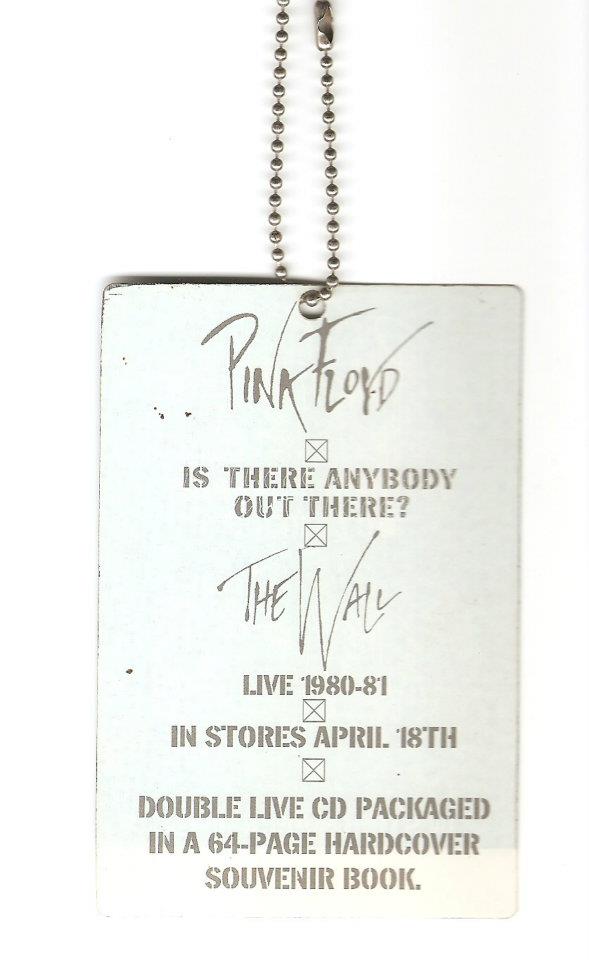 PINK FLOYD
IS THERE ANYBODY
OUT THERE?
THE WALL
LIVE 1980-81
IN STORES APRIL 18TH
DOUBLE LIVE CD PACKAGED
IN A 64-PAGE HARDCOVER
SOUVENIR BOOK.